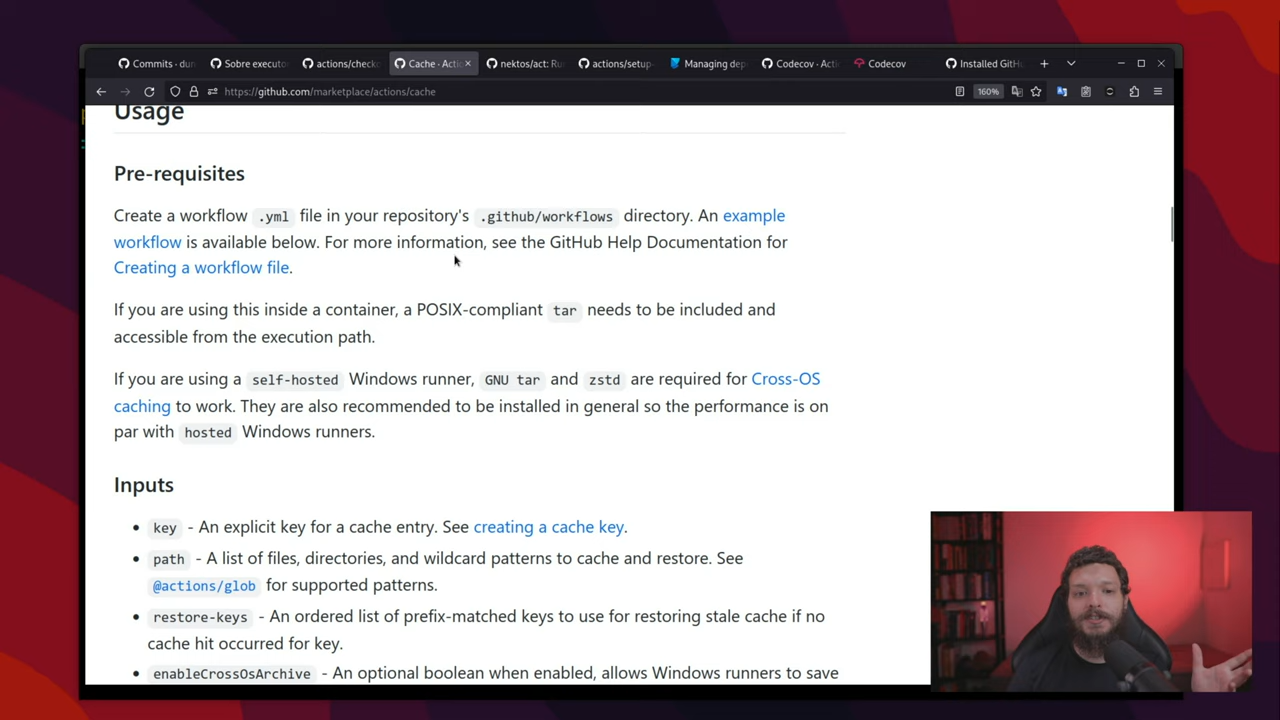 Commits · dun
Sobre executo
actions/checko
Cache · Actio
nektos/act: Ru
actions/setup-
Managing dep
Codecov · Acti
Codecov
Installed GitHu
https://github.com/marketplace/actions/cache
160%
Usage
Pre-requisites
Create a workflow .yml file in your repository's .github/workflows directory. An example
workflow is available below. For more information, see the GitHub Help Documentation for
Creating a workflow file.
If you are using this inside a container, a POSIX-compliant tar needs to be included and
accessible from the execution path.
If you are using a self-hosted Windows runner, GNU tar and zstd are required for Cross-OS
caching to work. They are also recommended to be installed in general so the performance is on
par with hosted Windows runners.
Inputs
• key - An explicit key for a cache entry. See creating a cache key.
• path - A list of files, directories, and wildcard patterns to cache and restore. See
@actions/glob for supported patterns.
• restore-keys - An ordered list of prefix-matched keys to use for restoring stale cache if no
cache hit occurred for key.
• enableCrossOsArchive - An optional boolean when enabled, allows Windows runners to save